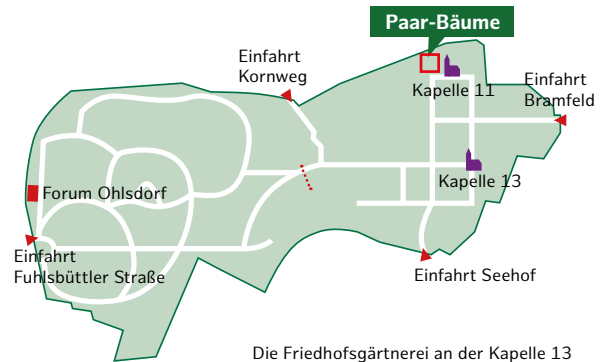 Paar-Bäume
Einfahrt
Kornweg
Kapelle 11
Einfahrt
Bramfeld
Kapelle 13
Forum Ohlsdorf
Einfahrt
Fuhlsbüttler Straße
Einfahrt Seehof
Die Friedhofsgärtnerei an der Kapelle 13